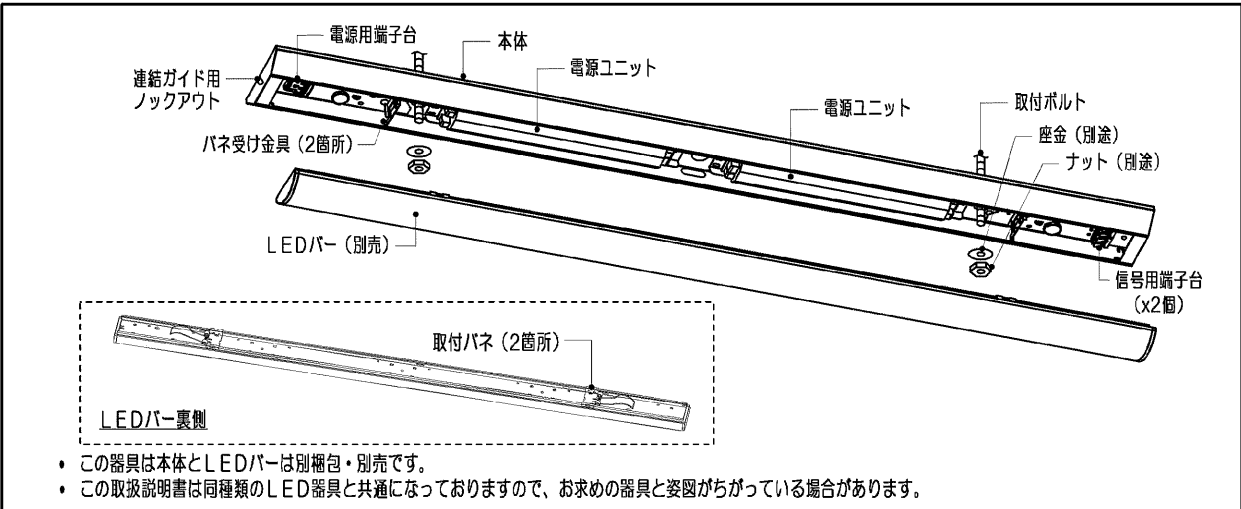 電源用端子台
本体
電源ユニット
連結ガイド用
ノックアウト
電源ユニット
取付ボルト
座金（別途）
ナット（別途）
バネ受け金具（2箇所）
LEDバー（別売）
信号用端子台
（x2個）
取付バネ（2箇所）
LEDバー裏側
• この器具は本体とLEDバーは別梱包・別売です。
• この取扱説明書は同種類のLED器具と共通になっておりますので、お求めの器具と姿図がちがっている場合があります。